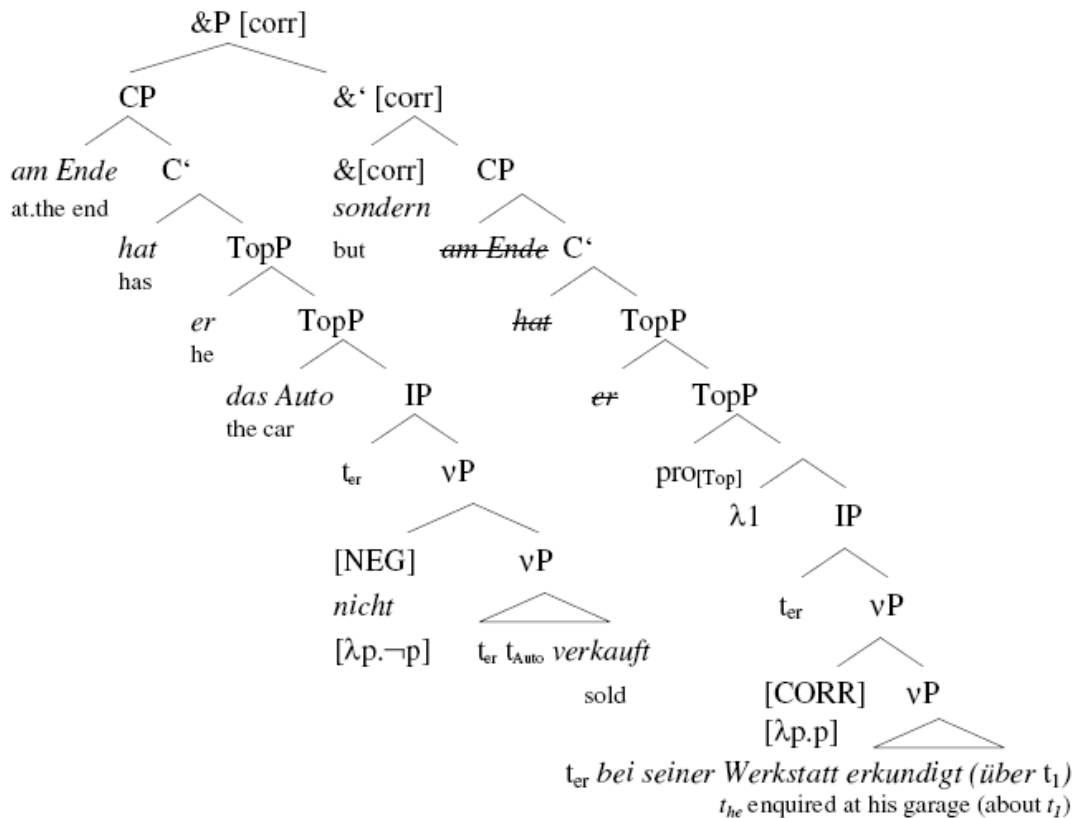 &P [corr]
CP &‘ [corr]
am Ende C‘ &[corr] CP
at.the end sondern
hat TopP but am Ende C‘
has
er TopP hat TopP
he
das Auto IP er TopP
the car
t_er νP pro[Top]
λ1 IP
[NEG] νP
nicht t_er νP
[λp.¬p] t_er t_Auto verkauft
sold [CORR] νP
[λp.p]
t_er bei seiner Werkstatt erkundigt (über t_1)
t_he enquired at his garage (about t_1)